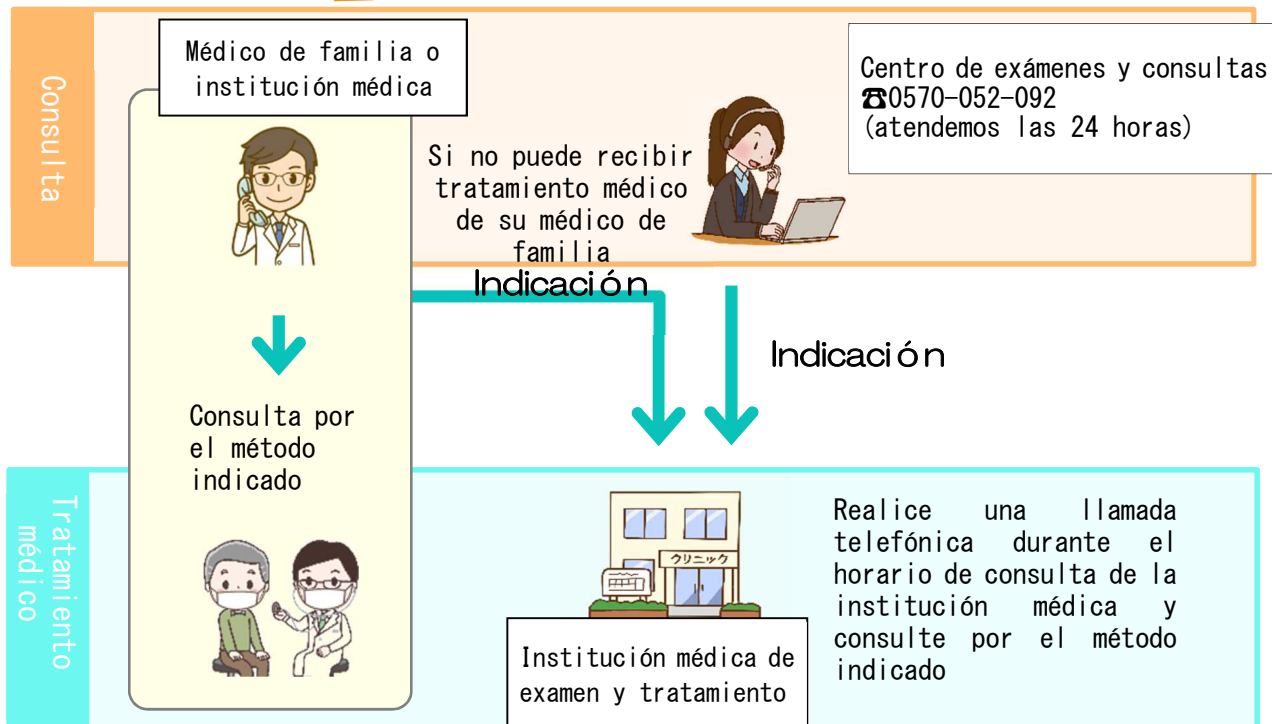 Consulta
Médico de familia o
institución médica
Si no puede recibir
tratamiento médico
de su médico de
familia
Centro de exámenes y consultas
☎0570-052-092
(atendemos las 24 horas)
Indicación
Indicación
Consulta por
el método
indicado
Tratamiento
médico
クリニック
Institución médica de
examen y tratamiento
Realice una llamada
telefónica durante el
horario de consulta de la
institución médica y
consulte por el método
indicado